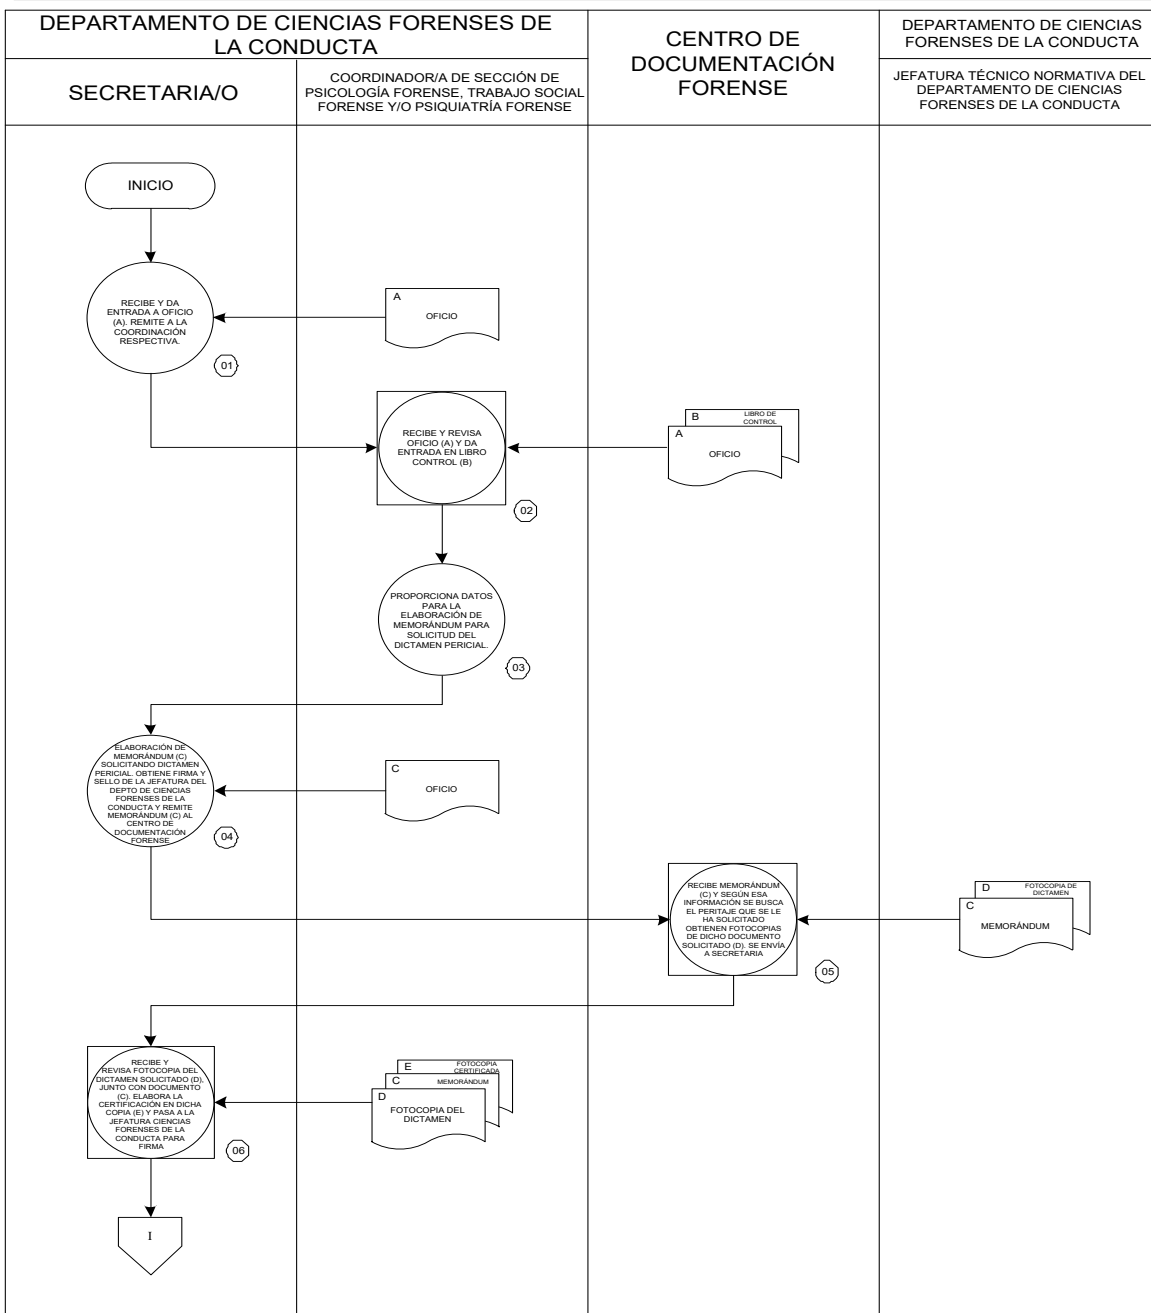 DEPARTAMENTO DE CIENCIAS FORENSES DE
LA CONDUCTA
CENTRO DE
DOCUMENTACIÓN
FORENSE
DEPARTAMENTO DE CIENCIAS
FORENSES DE LA CONDUCTA
SECRETARIA/O
COORDINADOR/A DE SECCIÓN DE
PSICOLOGÍA FORENSE, TRABAJO SOCIAL
FORENSE Y/O PSIQUIATRÍA FORENSE
JEFATURA TÉCNICO NORMATIVA DEL
DEPARTAMENTO DE CIENCIAS
FORENSES DE LA CONDUCTA
INICIO
RECIBE Y DA
ENTRADA A OFICIO
(A). REMITE A LA
COORDINACIÓN
RESPECTIVA.
01
A
OFICIO
RECIBE Y REVISA
OFICIO (A) Y DA
ENTRADA EN LIBRO
CONTROL (B)
02
B
LIBRO DE
CONTROL
A
OFICIO
PROPORCIONA DATOS
PARA LA
ELABORACIÓN DE
MEMORÁNDUM PARA
SOLICITUD DEL
DICTAMEN PERICIAL.
03
ELABORACIÓN DE
MEMORÁNDUM (C)
SOLICITANDO DICTAMEN
PERICIAL. OBTIENE FIRMA Y
SELLO DE LA JEFATURA DEL
DEPTO DE CIENCIAS
FORENSES DE LA
CONDUCTA Y REMITE
MEMORÁNDUM (C) AL
CENTRO DE
DOCUMENTACIÓN
FORENSE
04
C
OFICIO
RECIBE MEMORÁNDUM
(C) Y SEGÚN ESA
INFORMACIÓN SE BUSCA
EL PERITAJE QUE SE LE
HA SOLICITADO
OBTIENEN FOTOCOPIAS
DE DICHO DOCUMENTO
SOLICITADO (D). SE ENVÍA
A SECRETARIA
05
D
FOTOCOPIA DE
DICTAMEN
C
MEMORÁNDUM
RECIBE Y
REVISA FOTOCOPIA DEL
DICTAMEN SOLICITADO (D),
JUNTO CON DOCUMENTO
(C). ELABORA LA
CERTIFICACIÓN EN DICHA
COPIA (E) Y PASA A LA
JEFATURA CIENCIAS
FORENSES DE LA
CONDUCTA PARA
FIRMA
06
E
FOTOCOPIA
CERTIFICADA
C
MEMORÁNDUM
D
FOTOCOPIA DEL
DICTAMEN
I